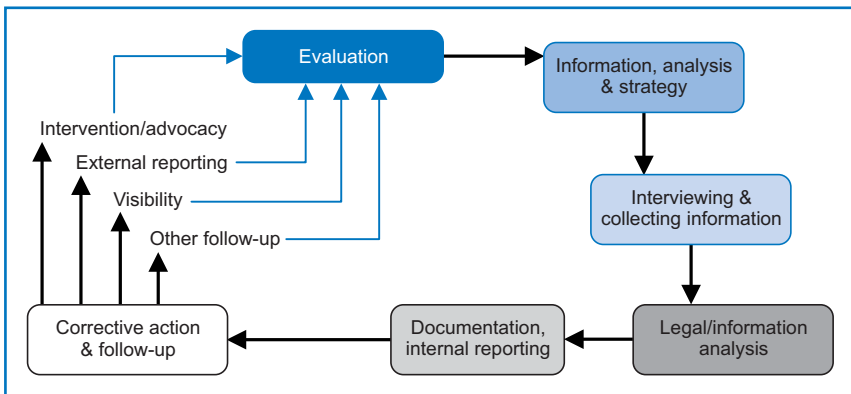 Evaluation
Information, analysis
& strategy
Intervention/advocacy
External reporting
Visibility
Other follow-up
Interviewing &
collecting information
Corrective action
& follow-up
Documentation,
internal reporting
Legal/information
analysis